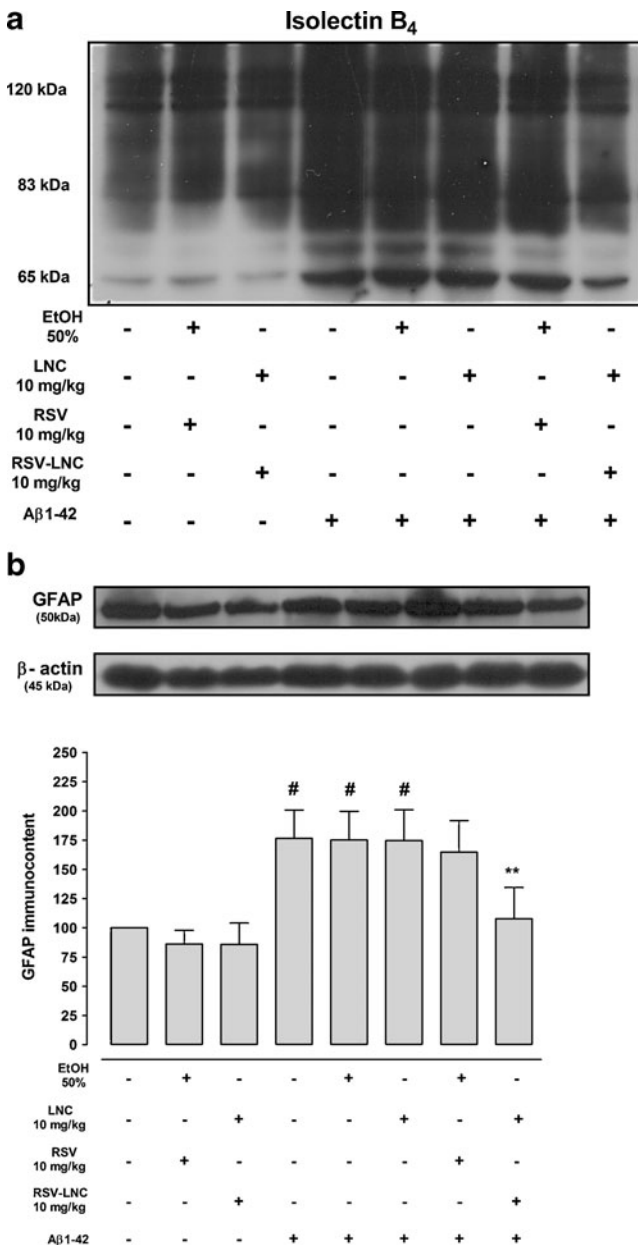 a
Isolectin B4
120 kDa
83 kDa
65 kDa
EtOH
50%
- + - - + - + -
LNC
10 mg/kg
- - + - - + - +
RSV
10 mg/kg
- + - - - - + -
RSV-LNC
10 mg/kg
- - + - - - - +
Aβ1-42
- - - + + + + +
b
GFAP
(50kDa)
β- actin
(45 kDa)
250
225
200
175
150
125
100
75
50
25
0
GFAP immunocontent
# # #
**
EtOH
50%
- + - - + - + -
LNC
10 mg/kg
- - + - - + - +
RSV
10 mg/kg
- + - - - - + -
RSV-LNC
10 mg/kg
- - + - - - - +
Aβ1-42
- - - + + + + +